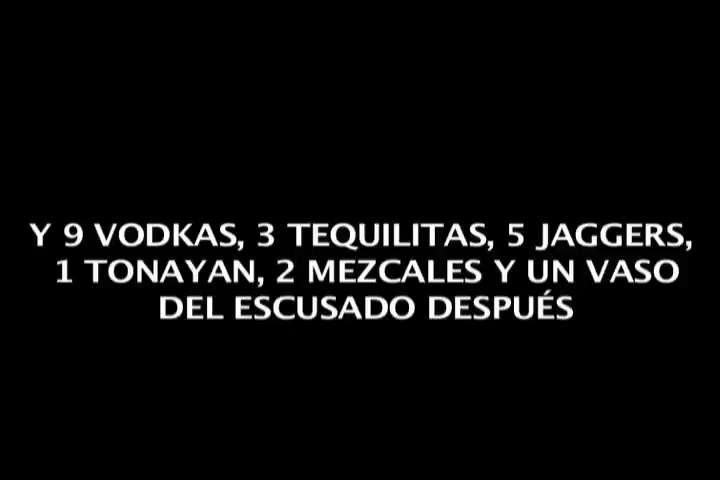 Y 9 VODKAS, 3 TEQUILITAS, 5 JAGGERS,
1 TONAYAN, 2 MEZCALES Y UN VASO
DEL ESCUSADO DESPUÉS